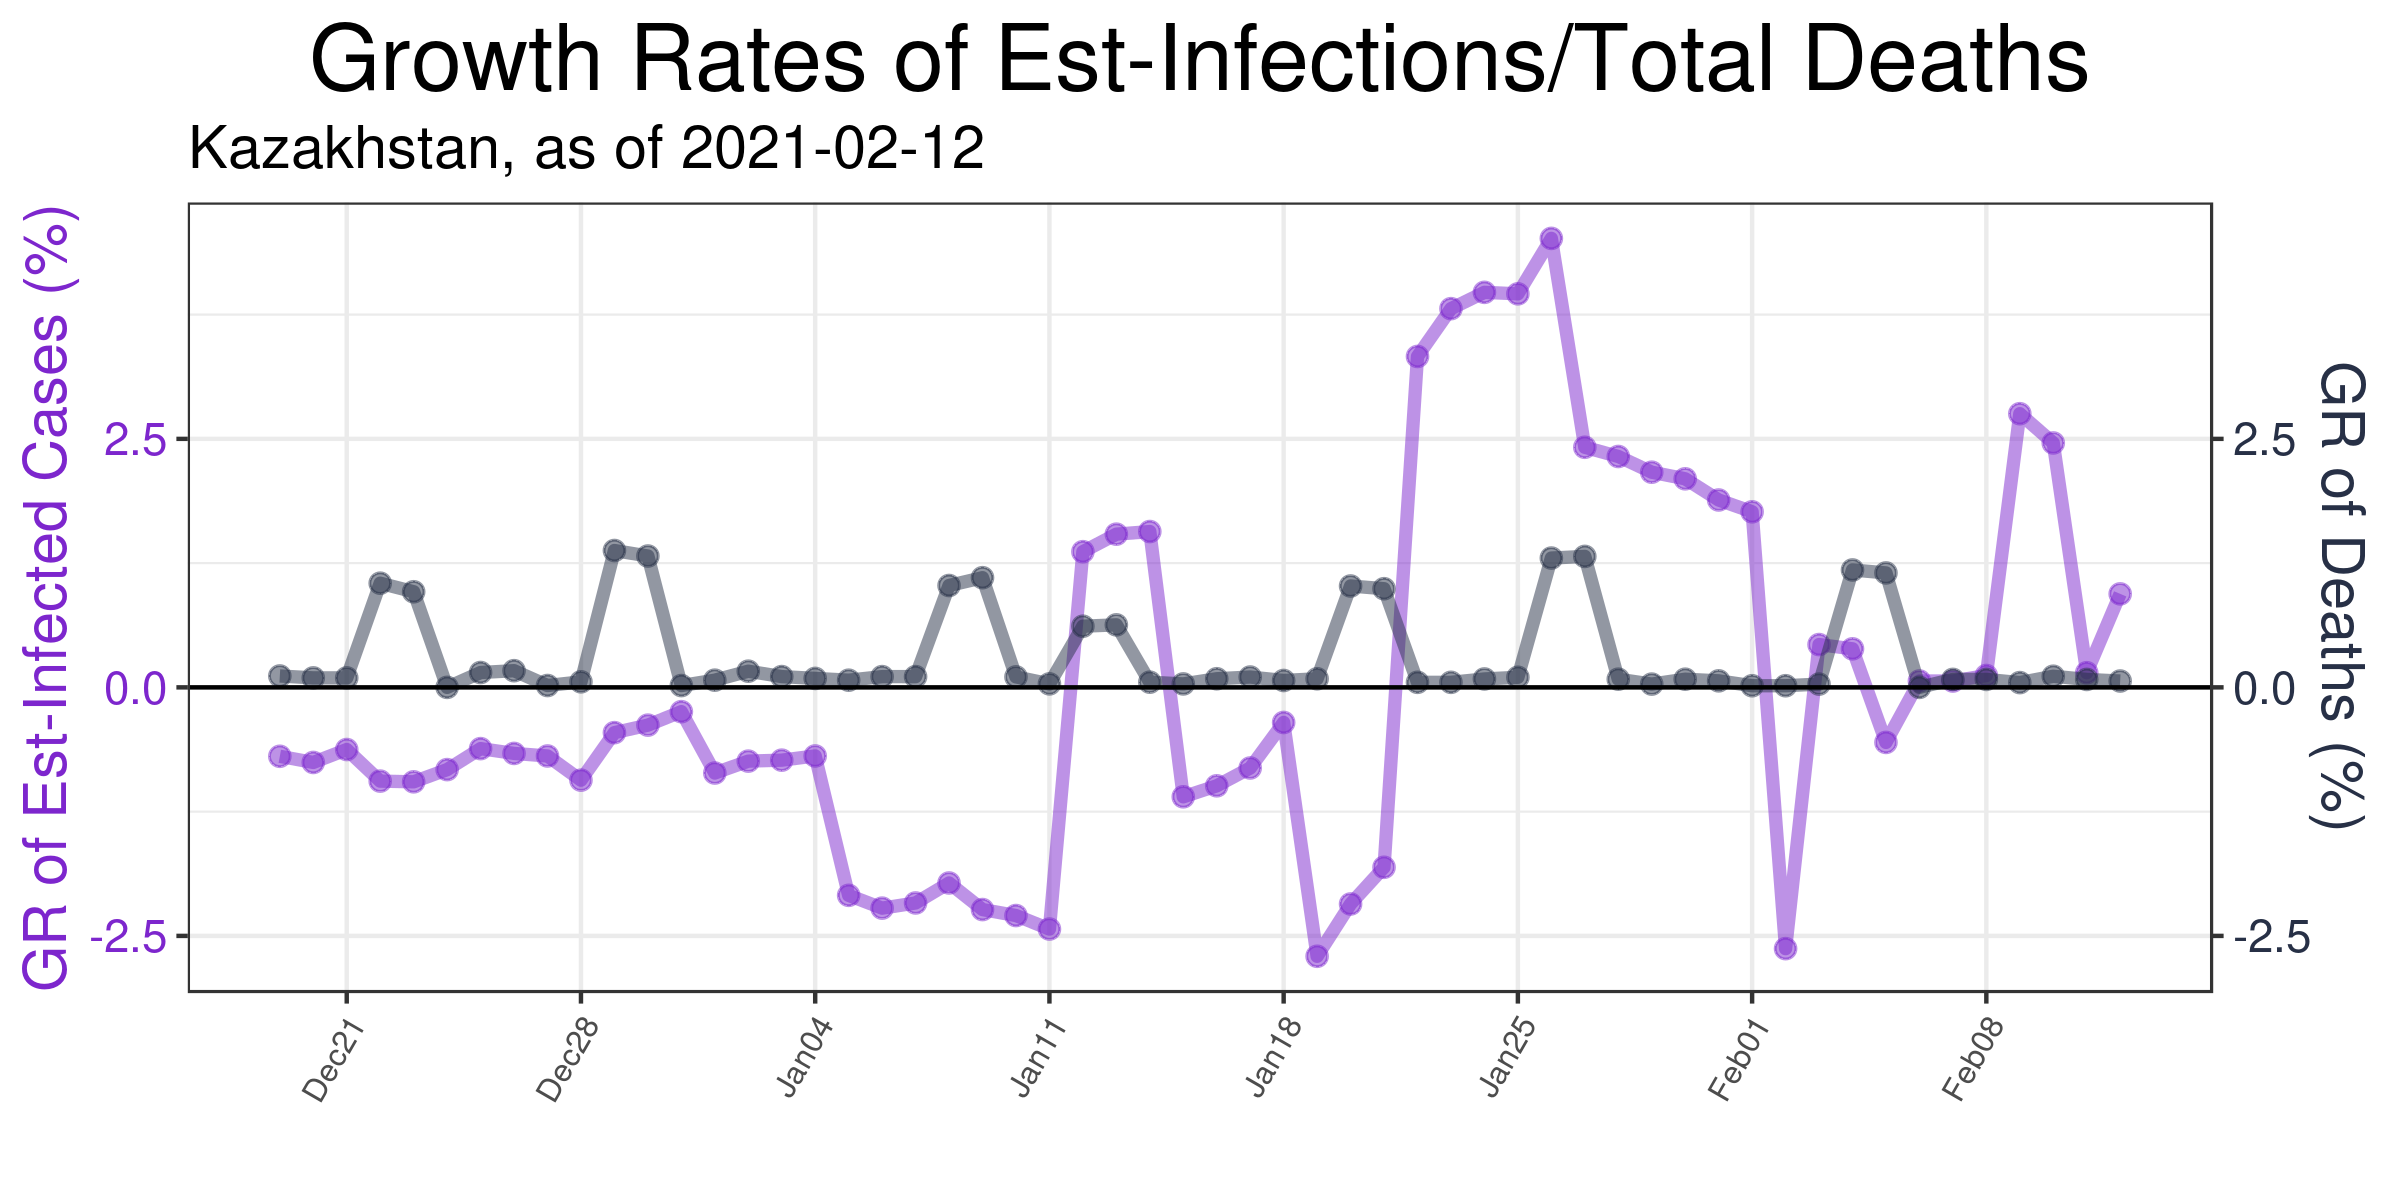 Growth Rates of Est-Infections/Total Deaths
Kazakhstan, as of 2021-02-12
GR of Est-Infected Cases (%)
2.5
0.0
-2.5
2.5
0.0
-2.5
GR of Deaths (%)
Dec21
Dec28
Jan04
Jan11
Jan18
Jan25
Feb01
Feb08